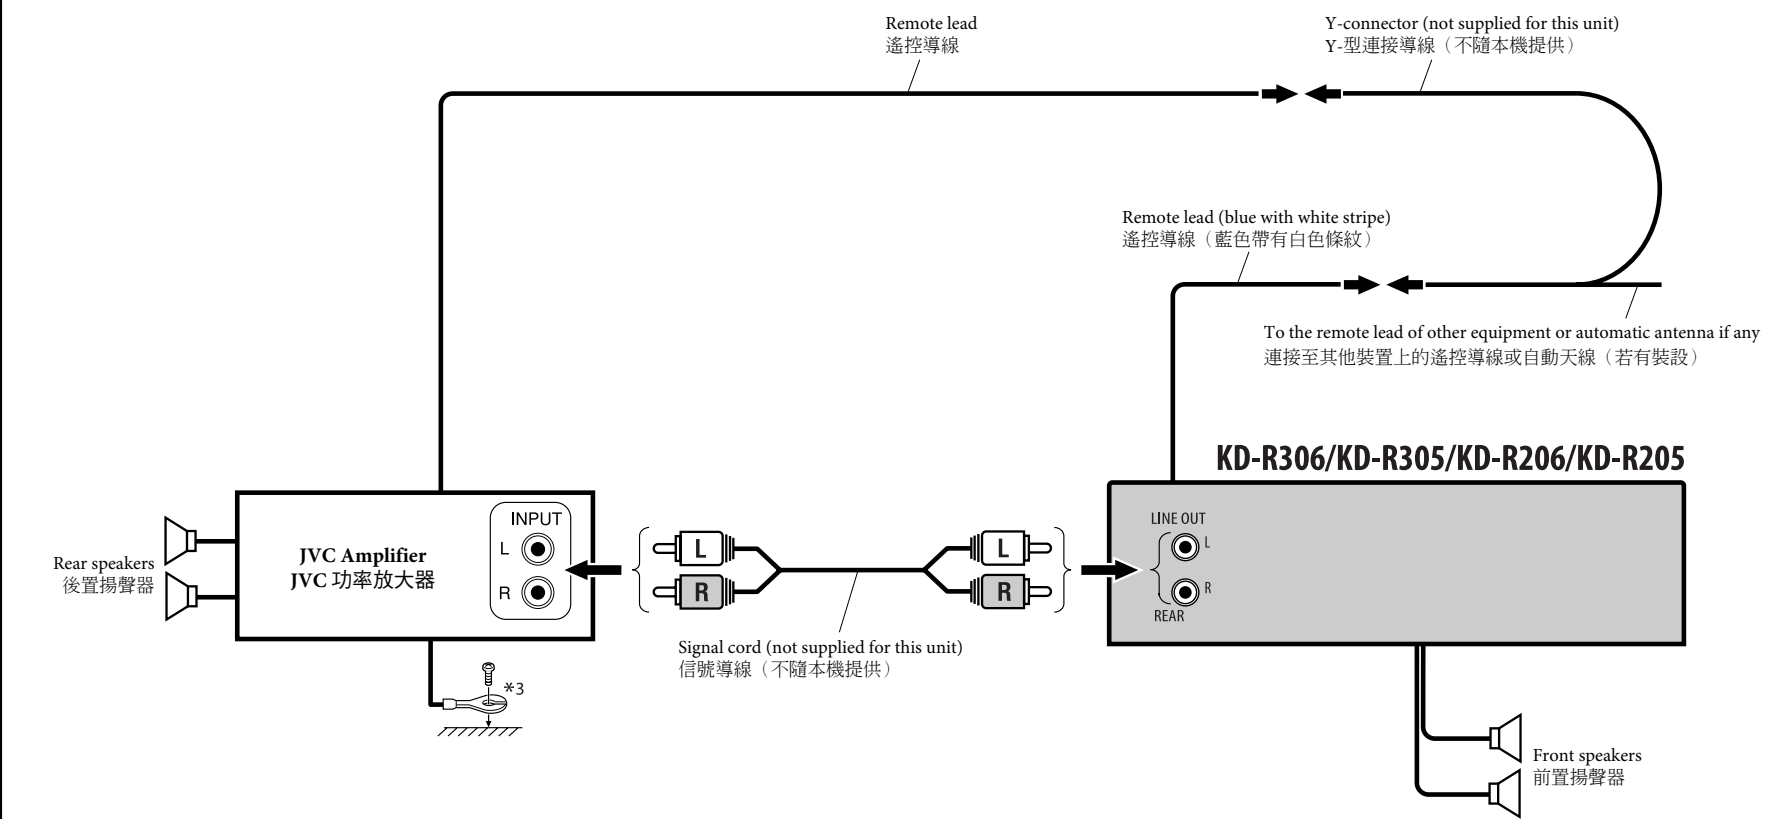 Remote lead
遙控導線
Y-connector (not supplied for this unit)
Y-型連接導線（不隨本機提供）
Remote lead (blue with white stripe)
遙控導線（藍色帶有白色條紋）
To the remote lead of other equipment or automatic antenna if any
連接至其他裝置上的遙控導線或自動天線（若有裝設）
KD-R306/KD-R305/KD-R206/KD-R205
Rear speakers
後置揚聲器
JVC Amplifier
JVC 功率放大器
INPUT
L
R
L
R
L
R
LINE OUT
L
R
REAR
Signal cord (not supplied for this unit)
信號導線（不隨本機提供）
*3
Front speakers
前置揚聲器